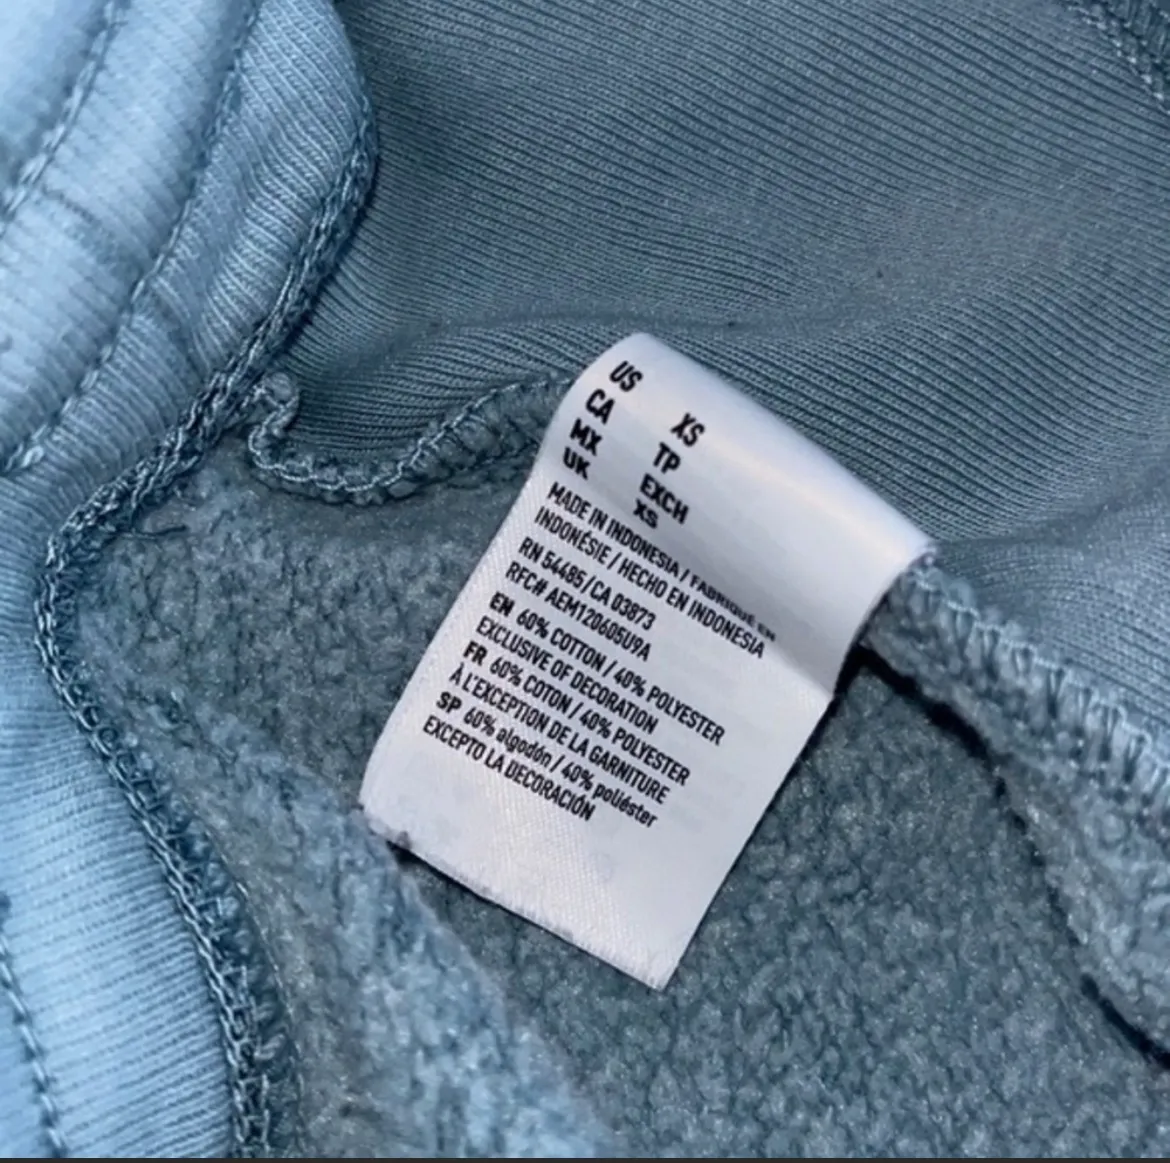 US XS
CA TP
MX EXCH
UK XS
MADE IN INDONESIA / FABRIQUÉ EN
INDONÉSIE / HECHO EN INDONESIA
RN 54485 / CA 03873
RFC# AEM120605U9A
EN 60% COTTON / 40% POLYESTER
EXCLUSIVE OF DECORATION
FR 60% COTON / 40% POLYESTER
À L'EXCEPTION DE LA GARNITURE
SP 60% algodón / 40% poliéster
EXCEPTO LA DECORACIÓN